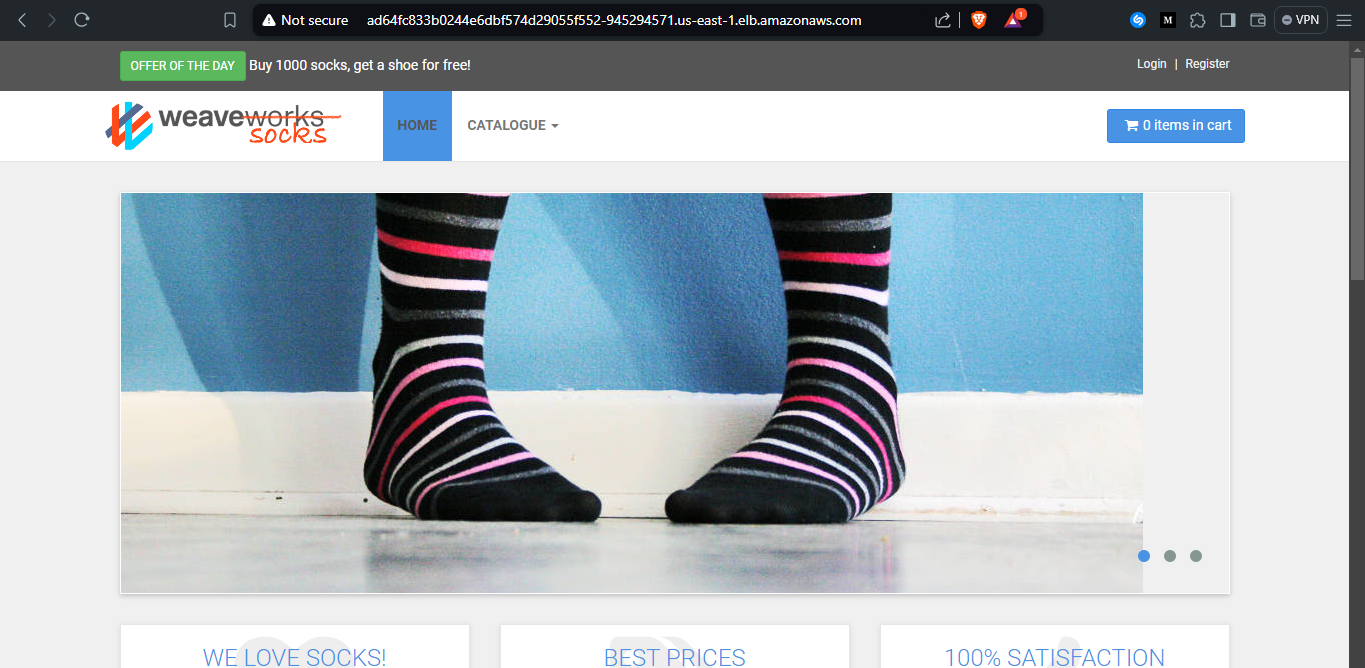 Not secure ad64fc833b0244e6dbf574d29055f552-945294571.us-east-1.elb.amazonaws.com 1 M VPN
OFFER OF THE DAY Buy 1000 socks, get a shoe for free! Login | Register
weaveworks
socks
HOME CATALOGUE 0 items in cart
WE LOVE SOCKS! BEST PRICES 100% SATISFACTION